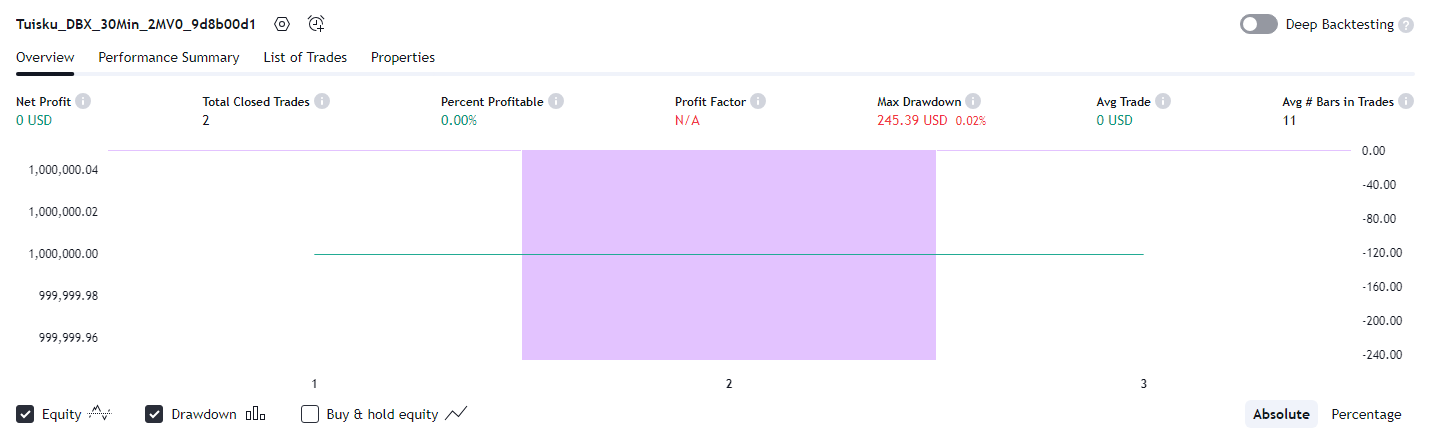 Tuisku_DBX_30Min_2MV0_9d8b00d1
Deep Backtesting ?
Overview Performance Summary List of Trades Properties
Net Profit Total Closed Trades Percent Profitable Profit Factor Max Drawdown Avg Trade Avg # Bars in Trades
0 USD 2 0.00% N/A 245.39 USD 0.02% 0 USD 11
1,000,000.04
1,000,000.02
1,000,000.00
999,999.98
999,999.96
0.00
-40.00
-80.00
-120.00
-160.00
-200.00
-240.00
1 2 3
Equity Drawdown Buy & hold equity Absolute Percentage